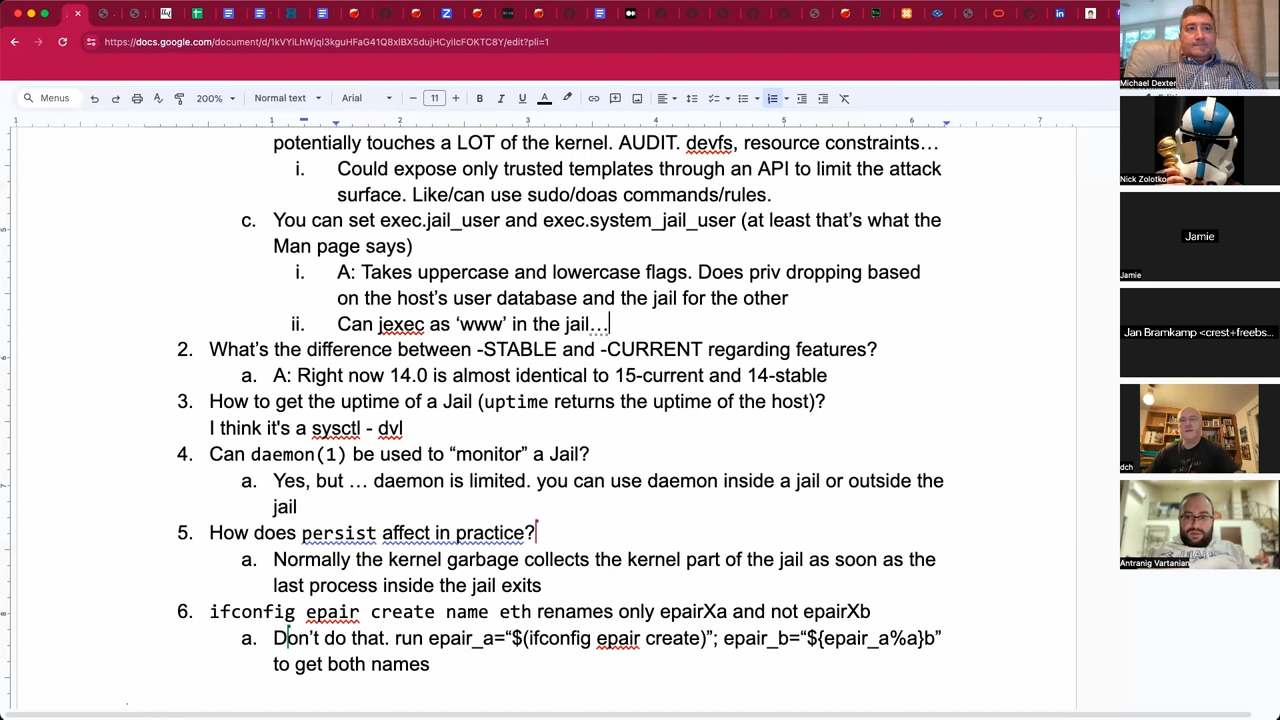 https://docs.google.com/document/d/1kVYiLhWjql3kguHFaG41Q8xlBX5dujHCyilcFOKTC8Y/edit?pli=1
Menus
200%
Normal text
Arial
11
1 1 2 3 4 5 6 7
potentially touches a LOT of the kernel. AUDIT. devfs, resource constraints…
i. Could expose only trusted templates through an API to limit the attack
surface. Like/can use sudo/doas commands/rules.
c. You can set exec.jail_user and exec.system_jail_user (at least that's what the
Man page says)
i. A: Takes uppercase and lowercase flags. Does priv dropping based
on the host's user database and the jail for the other
ii. Can jexec as ‘www’ in the jail…
2. What's the difference between -STABLE and -CURRENT regarding features?
a. A: Right now 14.0 is almost identical to 15-current and 14-stable
3. How to get the uptime of a Jail (uptime returns the uptime of the host)?
I think it's a sysctl - dvl
4. Can daemon(1) be used to “monitor” a Jail?
a. Yes, but … daemon is limited. you can use daemon inside a jail or outside the
jail
5. How does persist affect in practice?
a. Normally the kernel garbage collects the kernel part of the jail as soon as the
last process inside the jail exits
6. ifconfig epair create name eth renames only epairXa and not epairXb
a. Don't do that. run epair_a=“$(ifconfig epair create)”; epair_b=“${epair_a%a}b”
to get both names
Michael Dexter
Nick Zolotko
Jamie
Jamie
Jan Bramkamp <crest+freebs...
dch
Antranig Vartanian